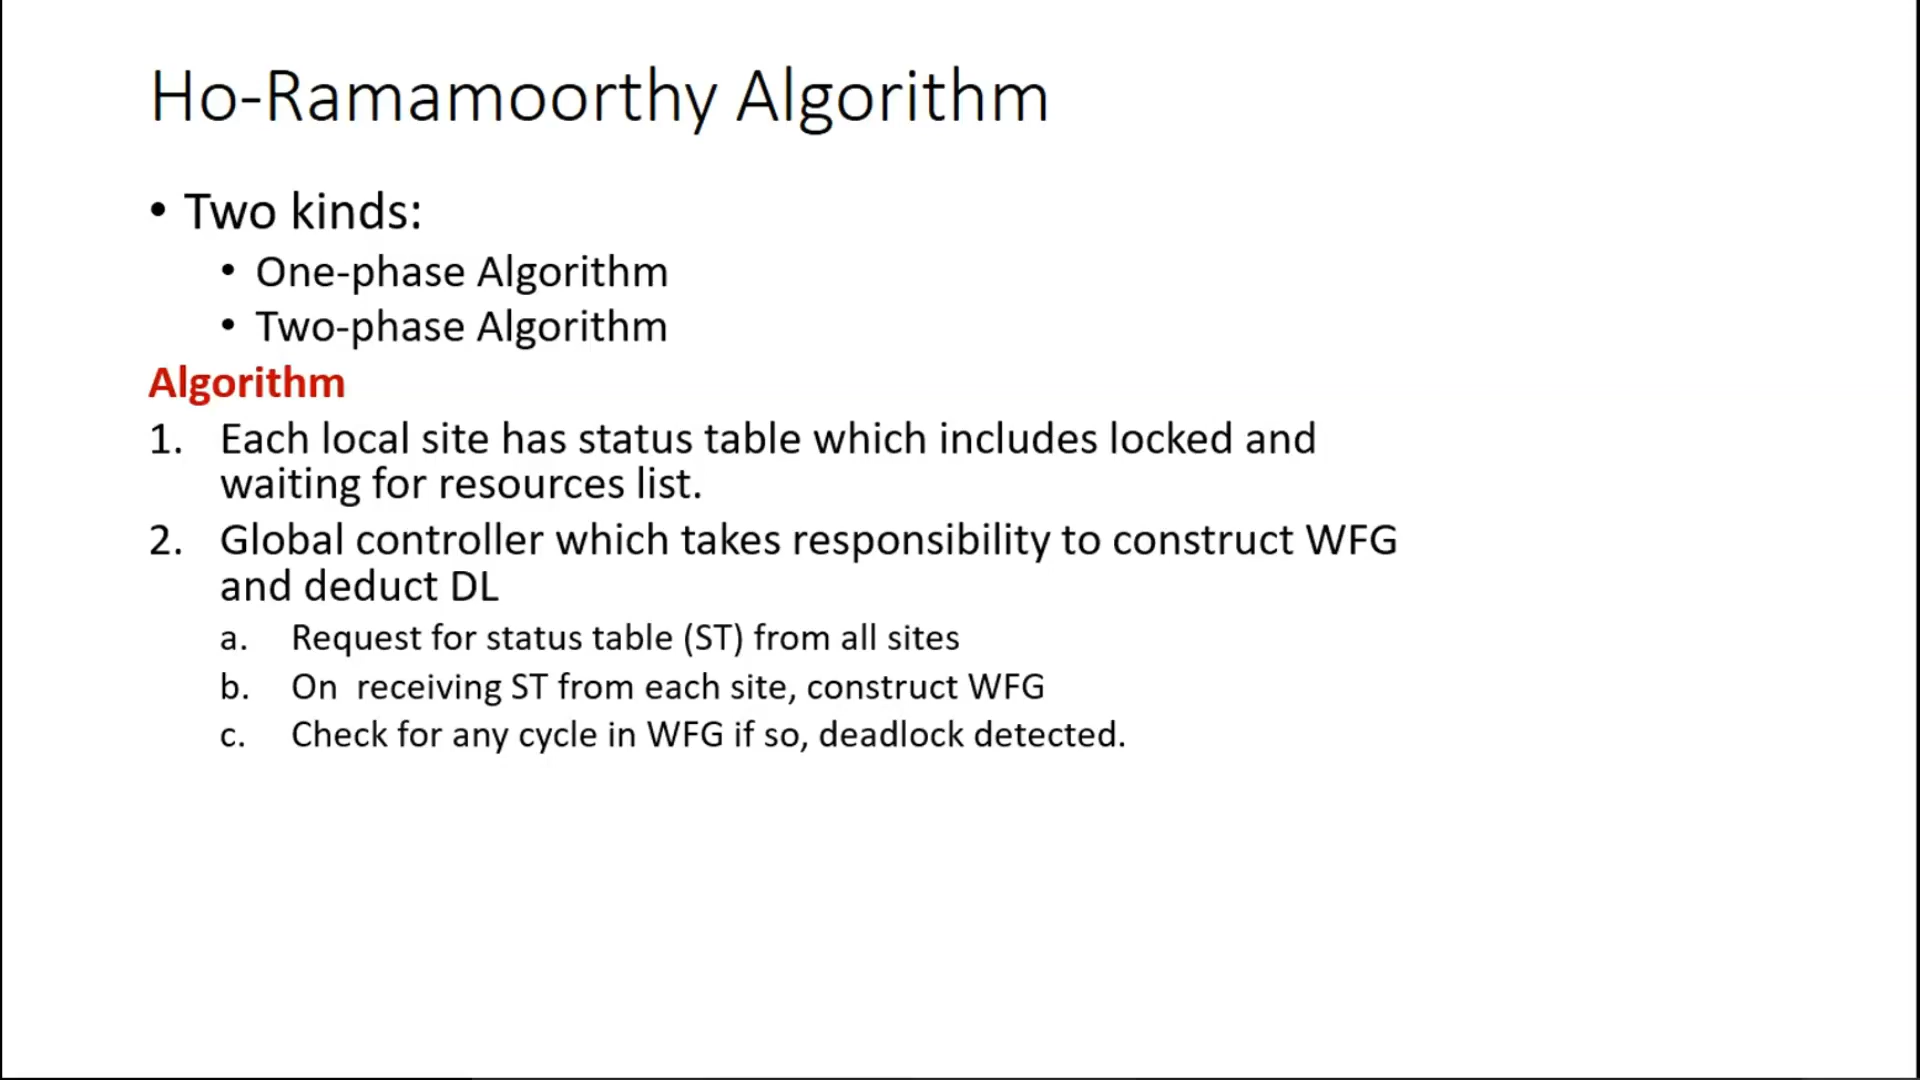 Ho-Ramamoorthy Algorithm
• Two kinds:
• One-phase Algorithm
• Two-phase Algorithm
Algorithm
1. Each local site has status table which includes locked and
waiting for resources list.
2. Global controller which takes responsibility to construct WFG
and deduct DL
a. Request for status table (ST) from all sites
b. On  receiving ST from each site, construct WFG
c. Check for any cycle in WFG if so, deadlock detected.